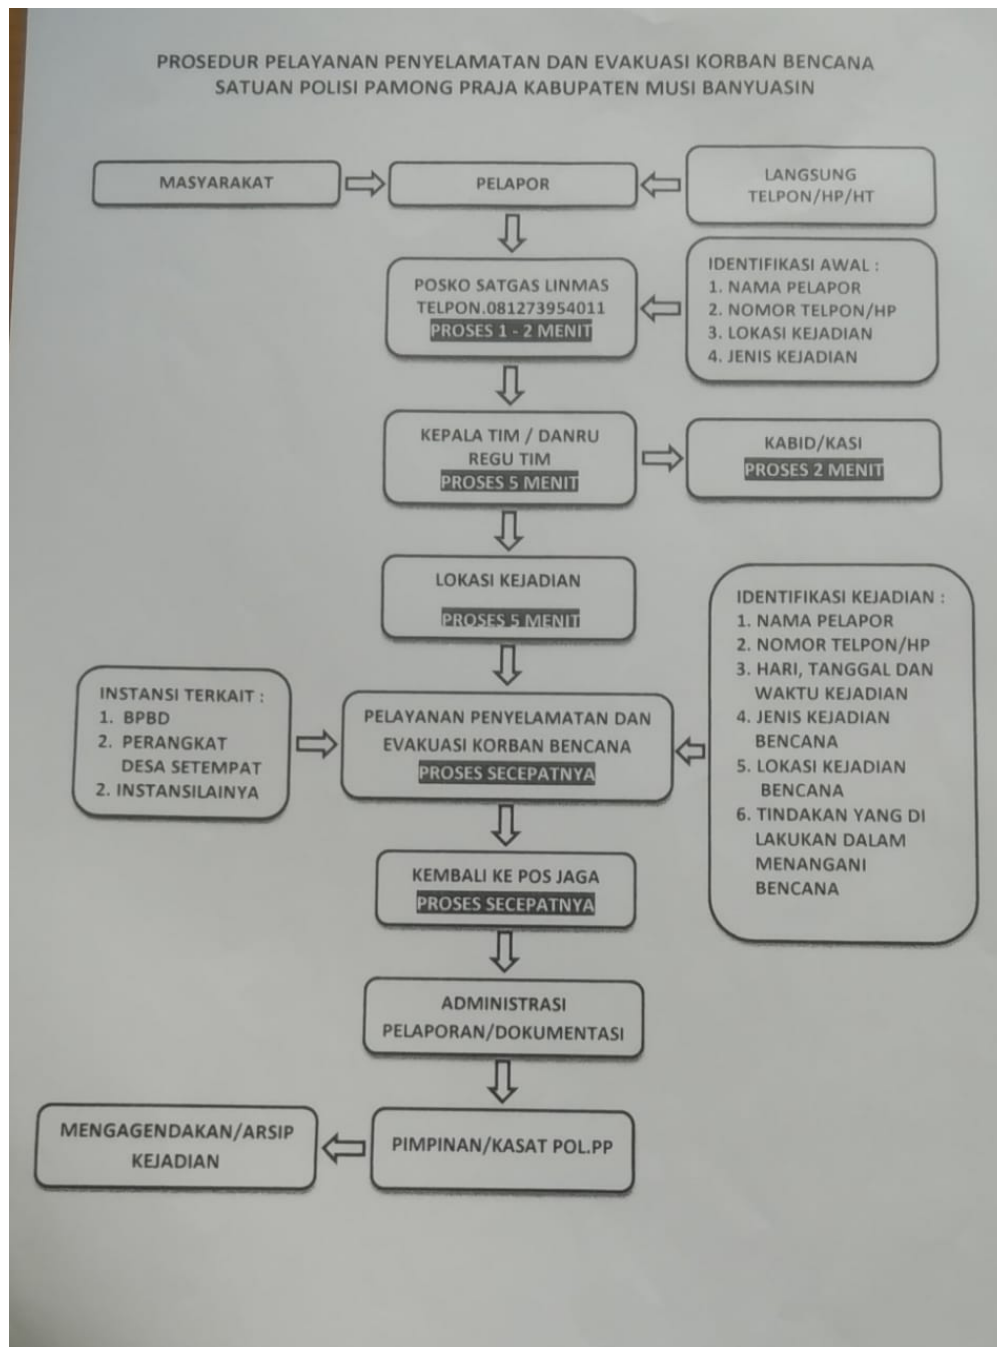 PROSEDUR PELAYANAN PENYELAMATAN DAN EVAKUASI KORBAN BENCANA
SATUAN POLISI PAMONG PRAJA KABUPATEN MUSI BANYUASIN
MASYARAKAT
PELAPOR
LANGSUNG
TELPON/HP/HT
POSKO SATGAS LINMAS
TELPON.081273954011
PROSES 1 - 2 MENIT
IDENTIFIKASI AWAL :
1. NAMA PELAPOR
2. NOMOR TELPON/HP
3. LOKASI KEJADIAN
4. JENIS KEJADIAN
KEPALA TIM / DANRU
REGU TIM
PROSES 5 MENIT
KABID/KASI
PROSES 2 MENIT
LOKASI KEJADIAN
PROSES 5 MENIT
INSTANSI TERKAIT :
1. BPBD
2. PERANGKAT
DESA SETEMPAT
2. INSTANSILAINYA
PELAYANAN PENYELAMATAN DAN
EVAKUASI KORBAN BENCANA
PROSES SECEPATNYA
IDENTIFIKASI KEJADIAN :
1. NAMA PELAPOR
2. NOMOR TELPON/HP
3. HARI, TANGGAL DAN
WAKTU KEJADIAN
4. JENIS KEJADIAN
BENCANA
5. LOKASI KEJADIAN
BENCANA
6. TINDAKAN YANG DI
LAKUKAN DALAM
MENANGANI
BENCANA
KEMBALI KE POS JAGA
PROSES SECEPATNYA
ADMINISTRASI
PELAPORAN/DOKUMENTASI
MENGAGENDAKAN/ARSIP
KEJADIAN
PIMPINAN/KASAT POL.PP